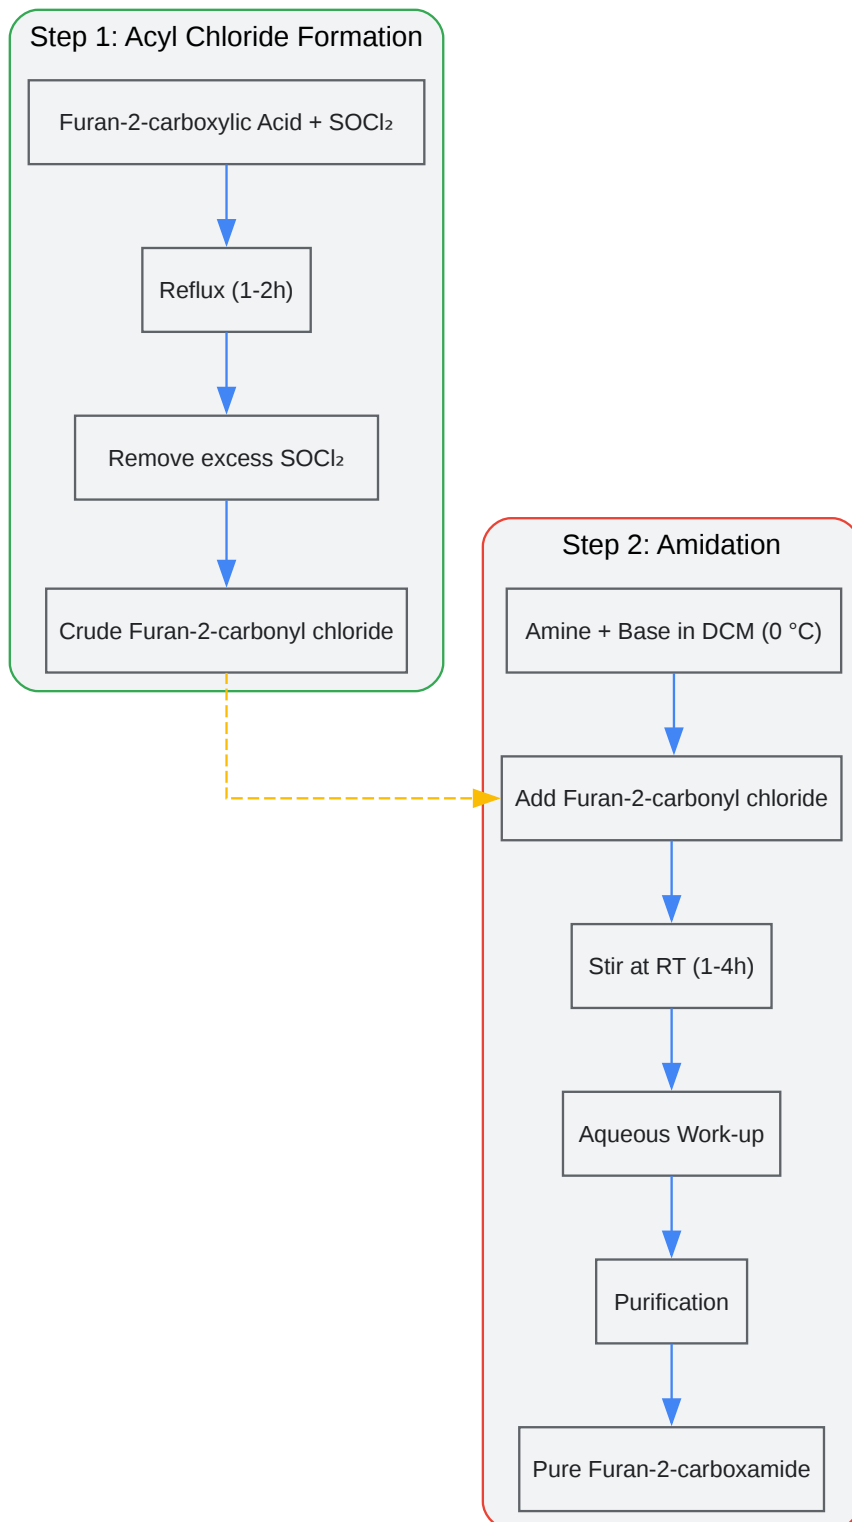 Step 1: Acyl Chloride Formation
Furan-2-carboxylic Acid + SOCl₂
Reflux (1-2h)
Remove excess SOCl₂
Crude Furan-2-carbonyl chloride
Step 2: Amidation
Amine + Base in DCM (0 °C)
Add Furan-2-carbonyl chloride
Stir at RT (1-4h)
Aqueous Work-up
Purification
Pure Furan-2-carboxamide